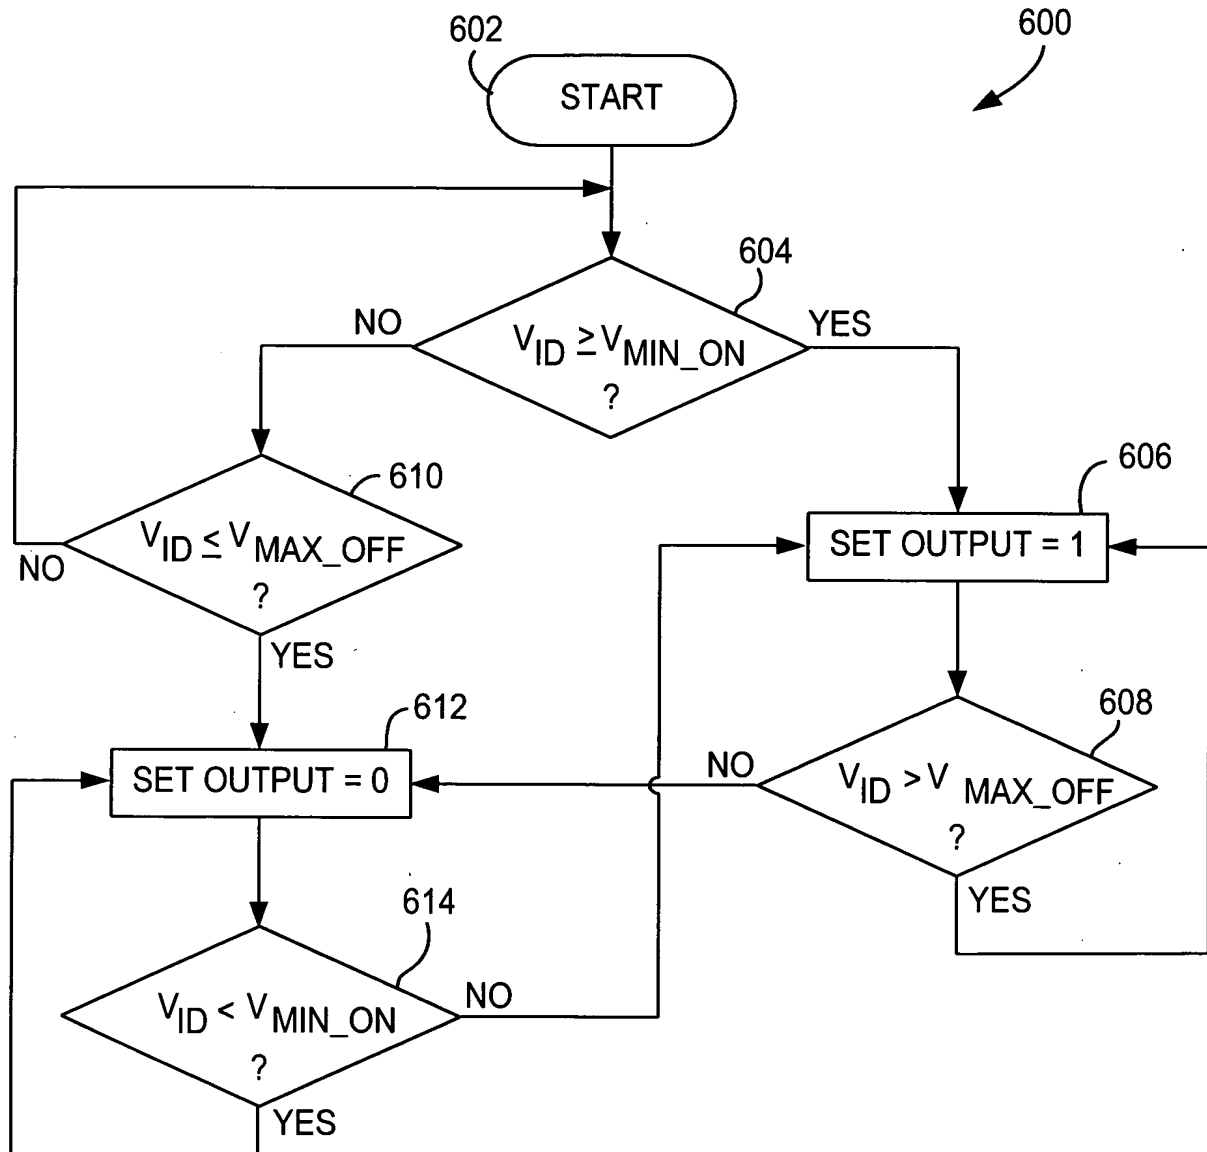 602
600
START
604
NO
YES
V_ID ≥ V_MIN_ON
?
610
606
V_ID ≤ V_MAX_OFF
?
NO
SET OUTPUT = 1
YES
612
608
SET OUTPUT = 0
NO
V_ID > V_MAX_OFF
?
YES
614
V_ID < V_MIN_ON
?
NO
YES